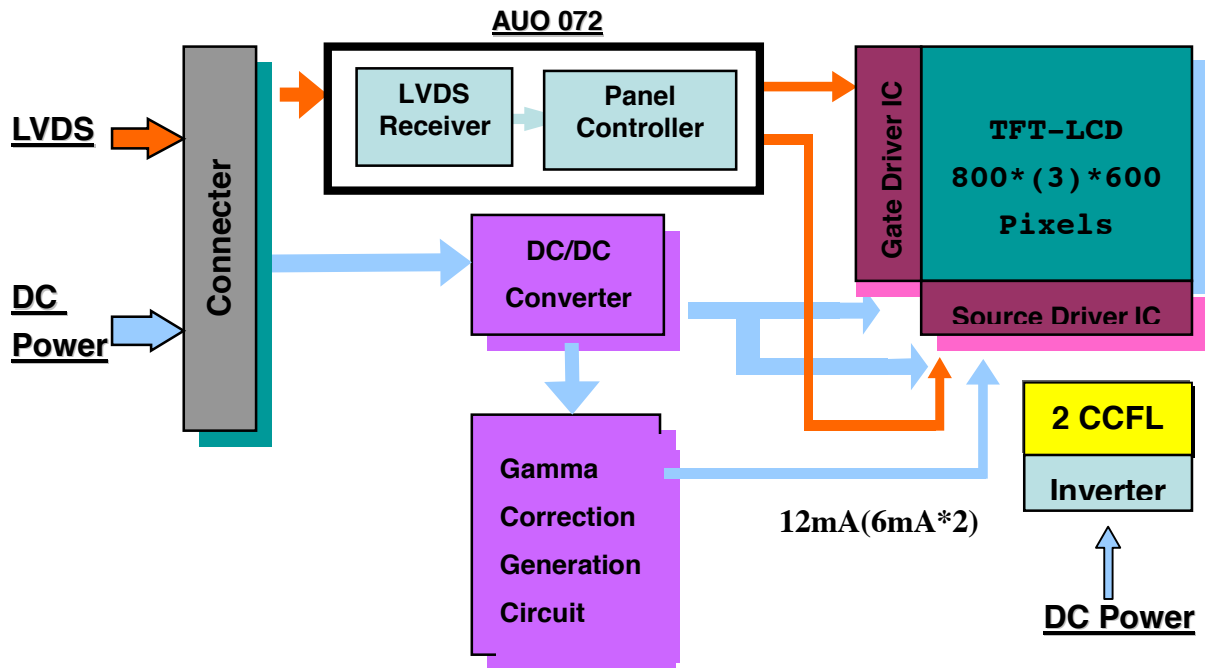 AUO 072
LVDS
Receiver
Panel
Controller
LVDS
DC
Power
Connecter
DC/DC
Converter
Gamma
Correction
Generation
Circuit
Gate Driver IC
TFT-LCD
800*(3)*600
Pixels
Source Driver IC
2 CCFL
Inverter
12mA(6mA*2)
DC Power